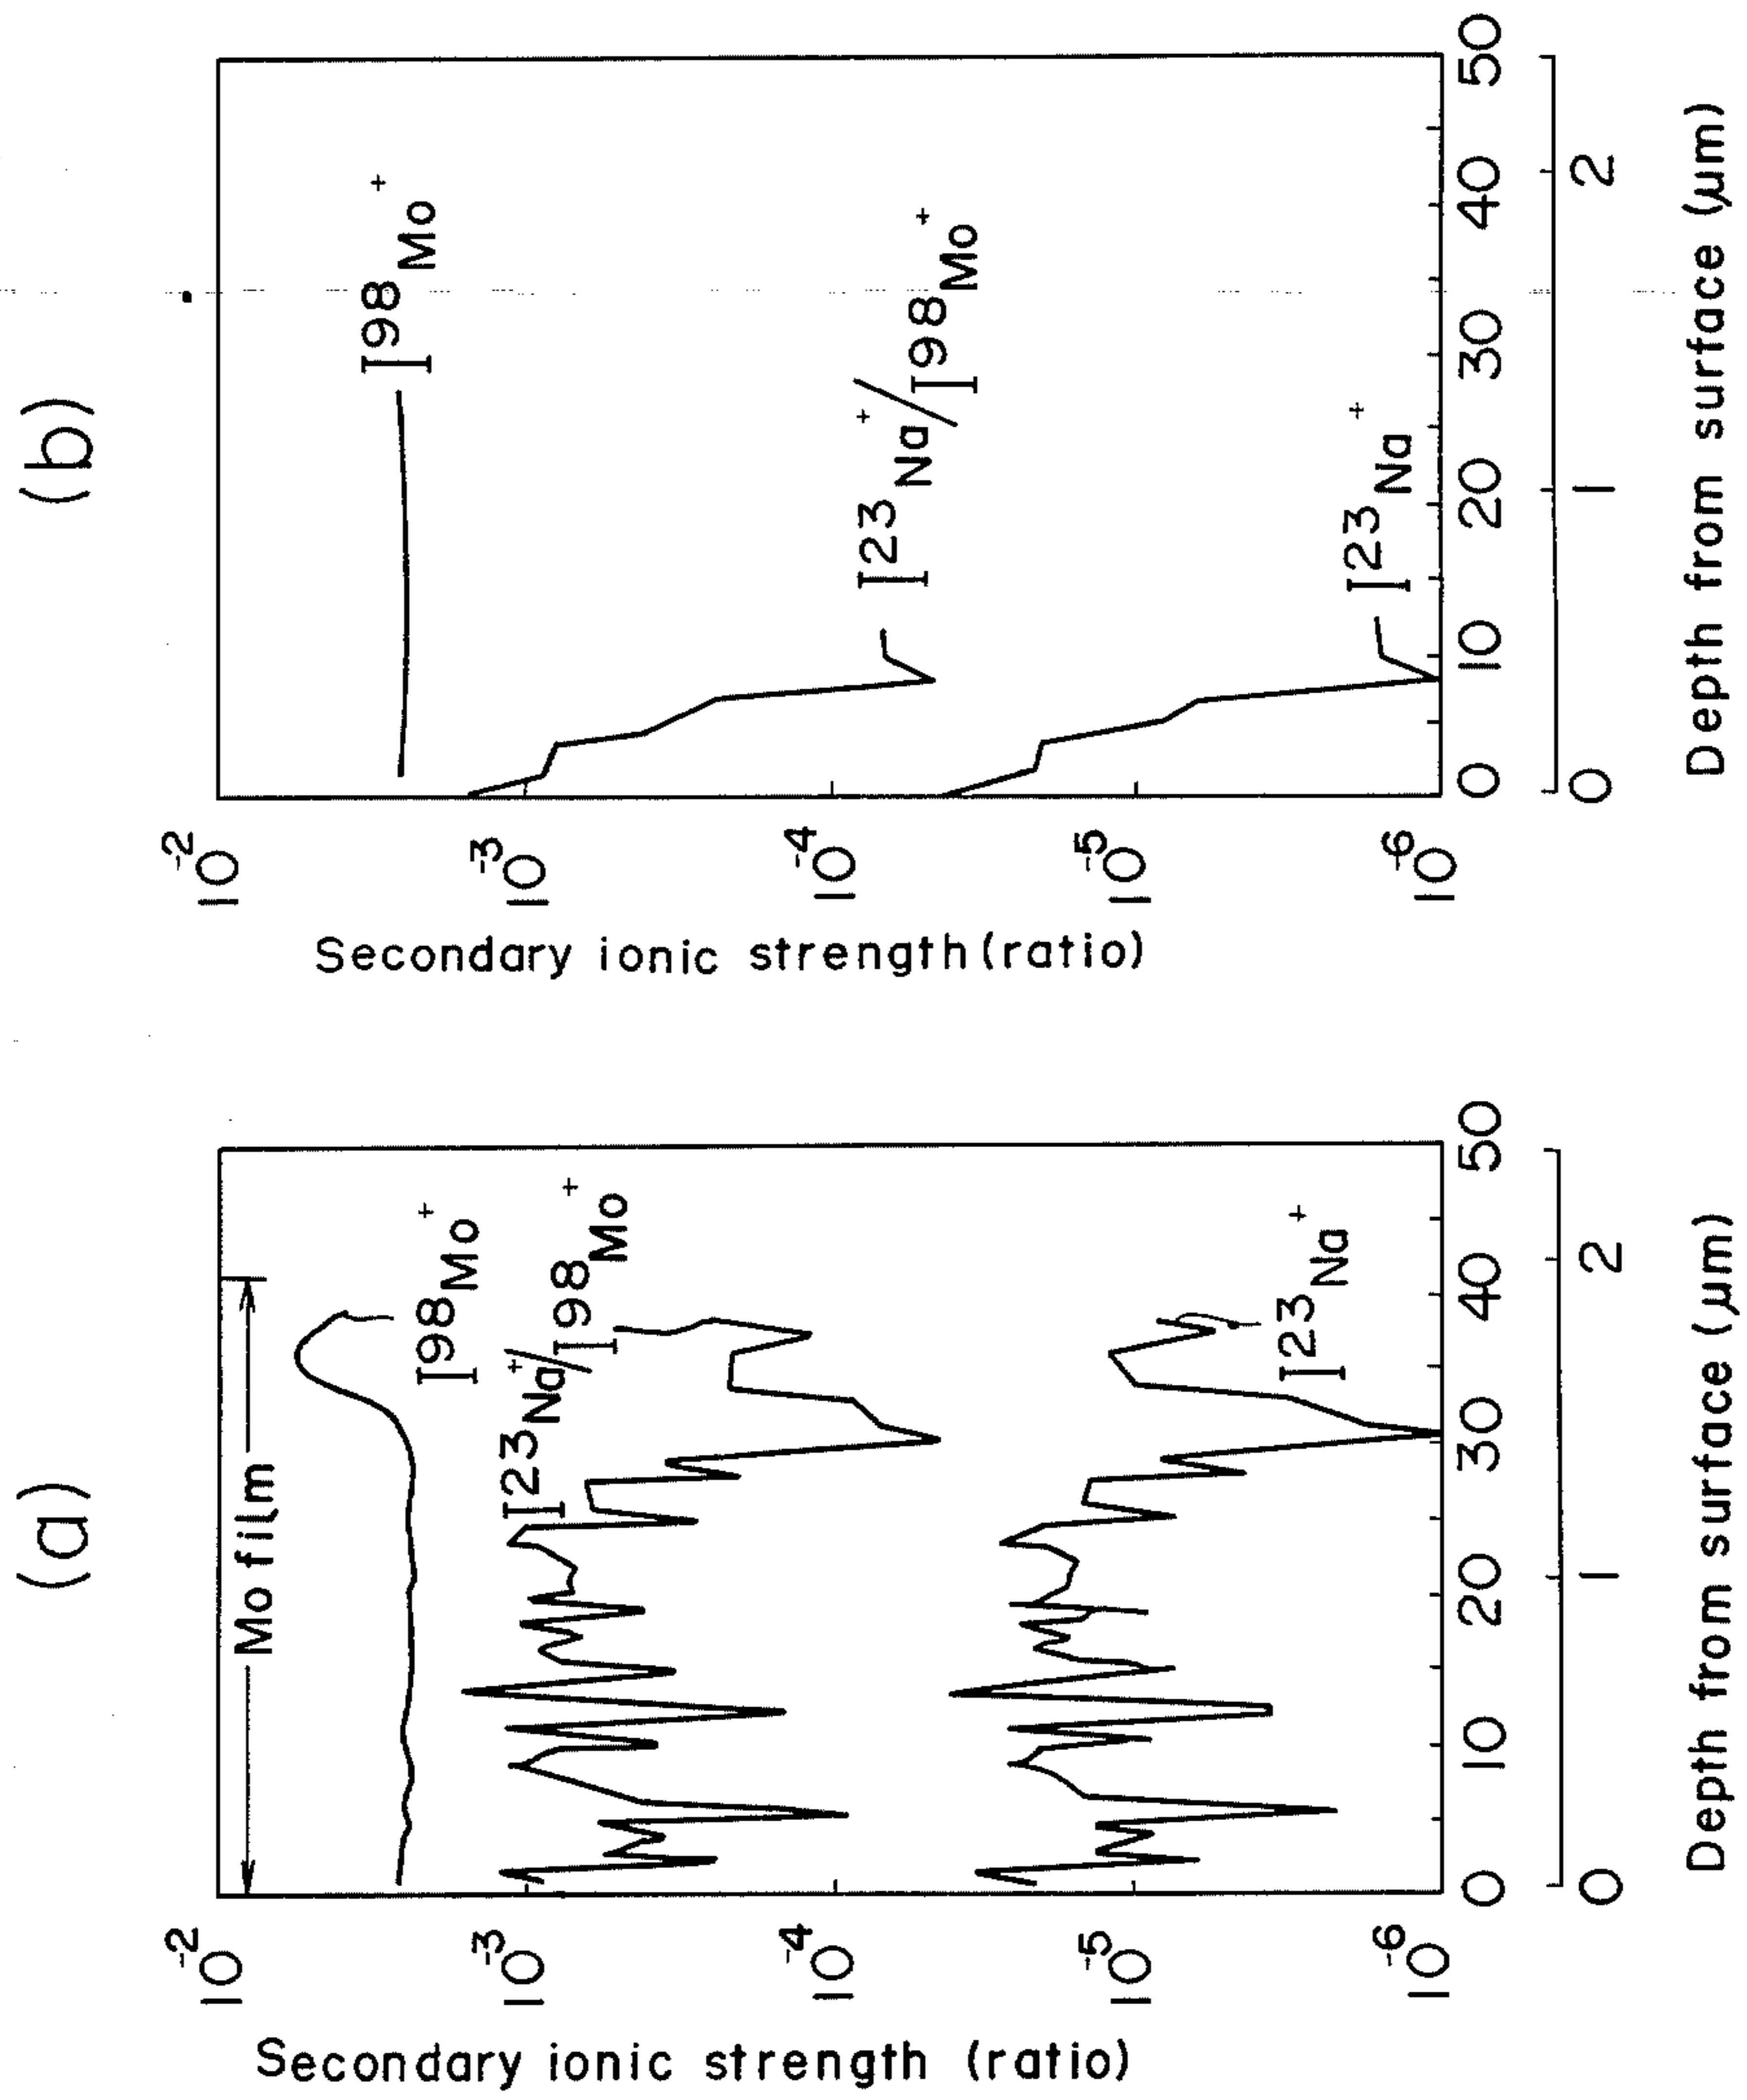 (a)
Secondary ionic strength (ratio)
10⁻²
10⁻³
10⁻⁴
10⁻⁵
10⁻⁶
Mo film
I98Mo⁺
I23Na⁺/I98Mo⁺
I23Na⁺
0 10 20 30 40 50
0 1 2
Depth from surface (μm)
(b)
Secondary ionic strength(ratio)
10⁻²
10⁻³
10⁻⁴
10⁻⁵
10⁻⁶
I98Mo⁺
I23Na⁺/I98Mo⁺
I23Na⁺
0 10 20 30 40 50
0 1 2
Depth from surface (μm)